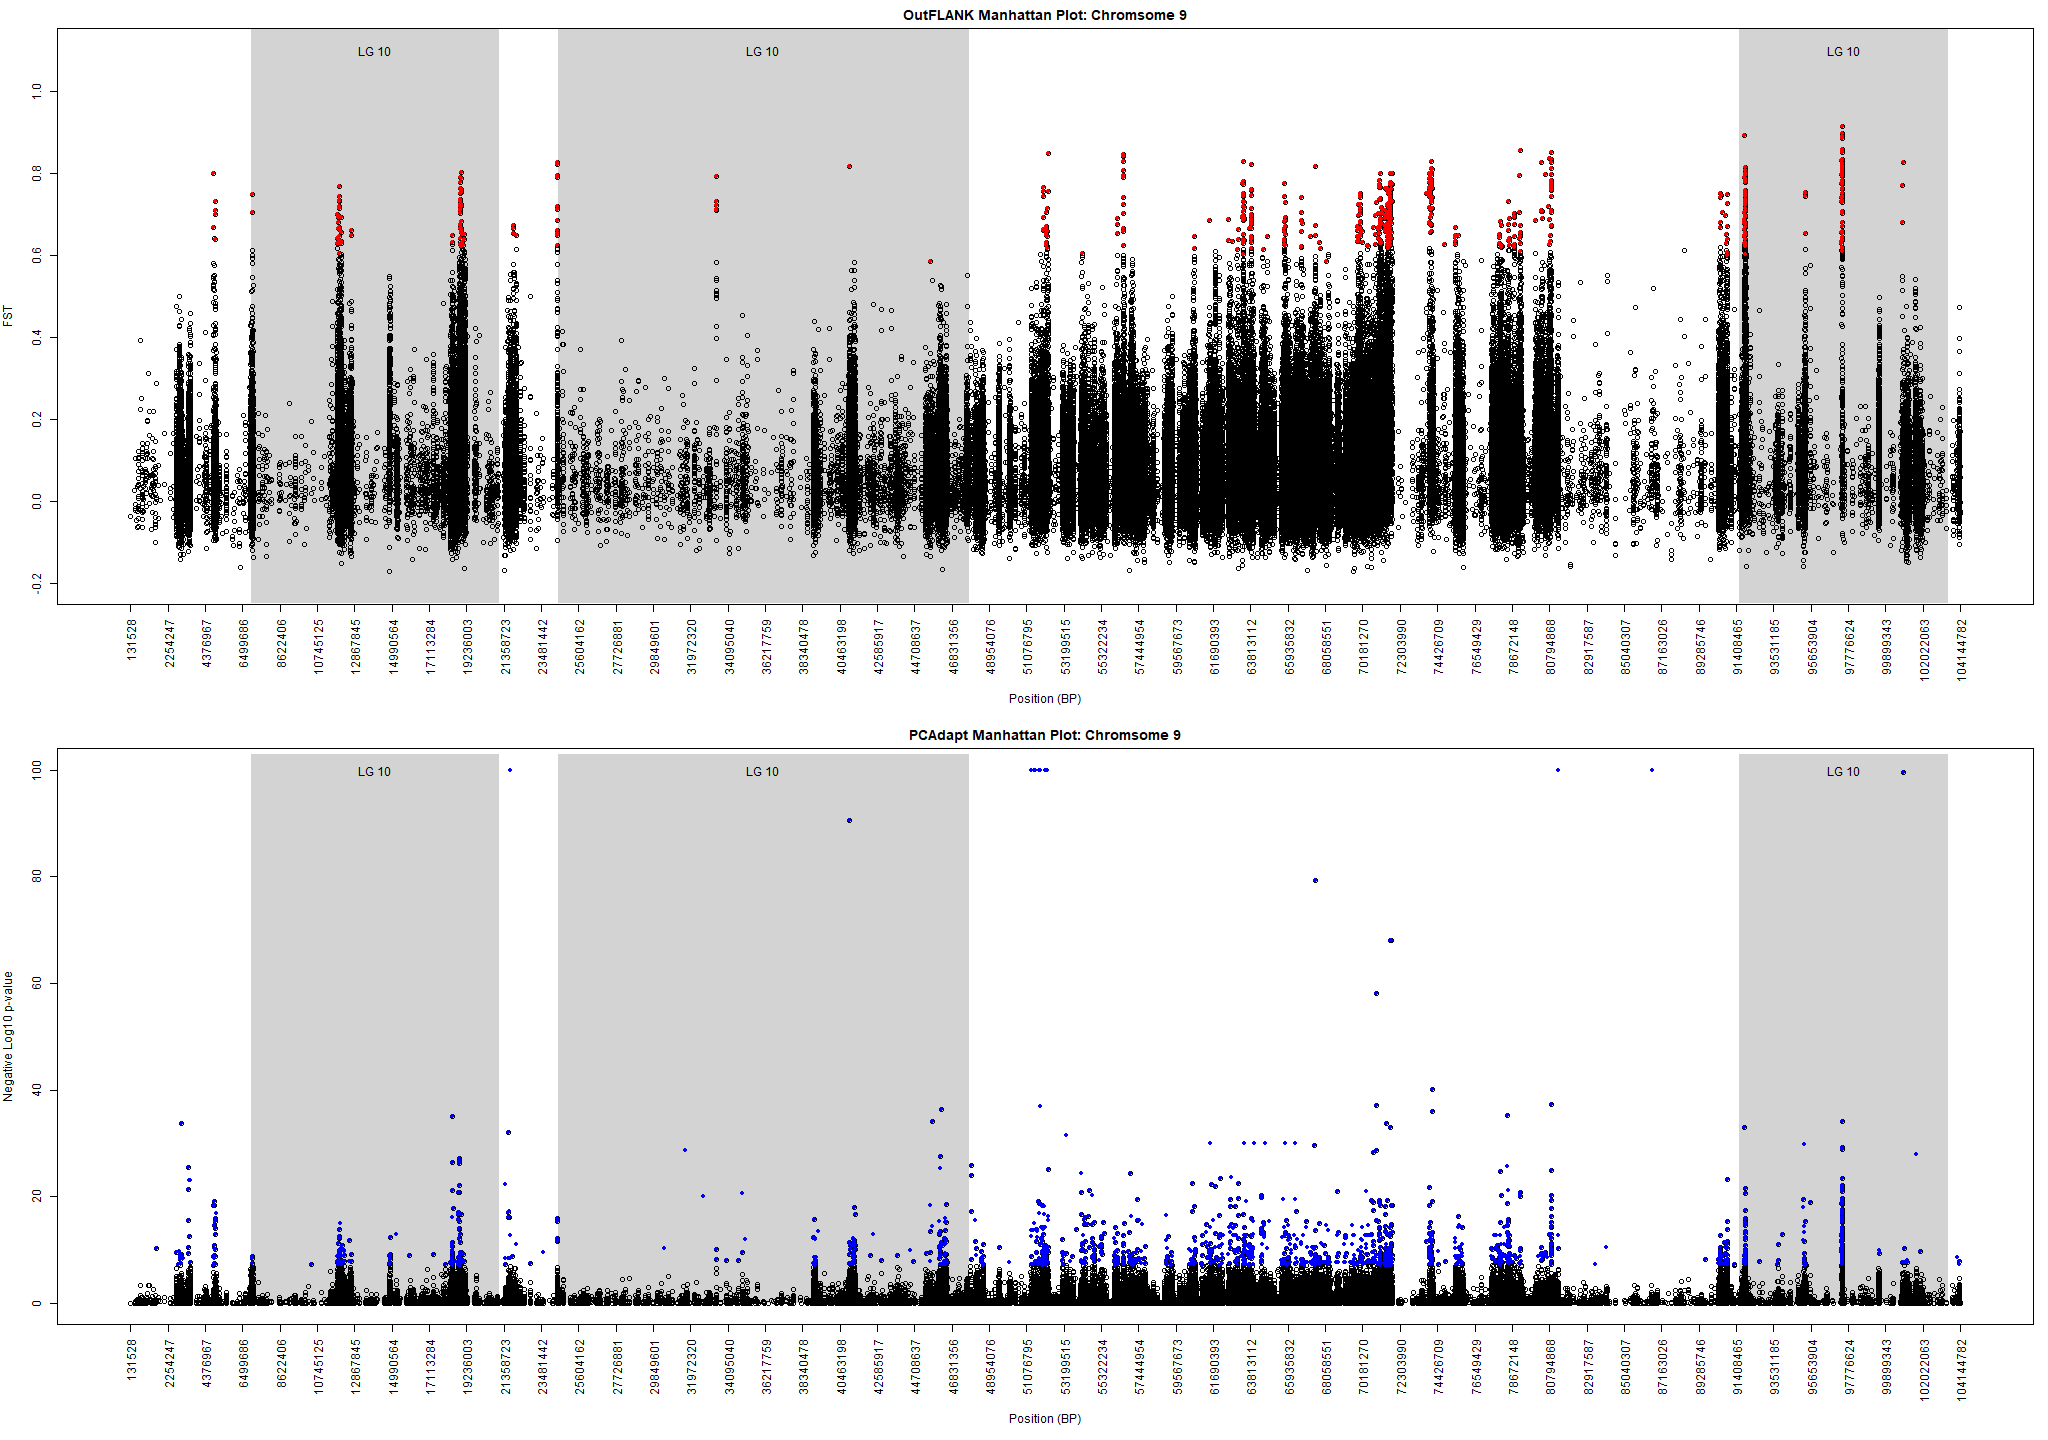 OutFLANK Manhattan Plot: Chromsome 9
LG 10 LG 10 LG 10
FST
1.0
0.8
0.6
0.4
0.2
0.0
-0.2
131528 2254247 4376967 6499686 8622406 10745125 12867845 14990564 17113284 19236003 21358723 23481442 25604162 27726881 29849601 31972320 34095040 36217759 38340478 40463198 42585917 44708637 46831356 48954076 51076795 53199515 55322234 57444954 59567673 61690393 63813112 65935832 68058551 70181270 72303990 74426709 76549429 78672148 80794868 82917587 85040307 87163026 89285746 91408465 93531185 95653904 97776624 99899343 102022063 104144782
Position (BP)
PCAdapt Manhattan Plot: Chromsome 9
LG 10 LG 10 LG 10
Negative Log10 p-value
100
80
60
40
20
0
131528 2254247 4376967 6499686 8622406 10745125 12867845 14990564 17113284 19236003 21358723 23481442 25604162 27726881 29849601 31972320 34095040 36217759 38340478 40463198 42585917 44708637 46831356 48954076 51076795 53199515 55322234 57444954 59567673 61690393 63813112 65935832 68058551 70181270 72303990 74426709 76549429 78672148 80794868 82917587 85040307 87163026 89285746 91408465 93531185 95653904 97776624 99899343 102022063 104144782
Position (BP)